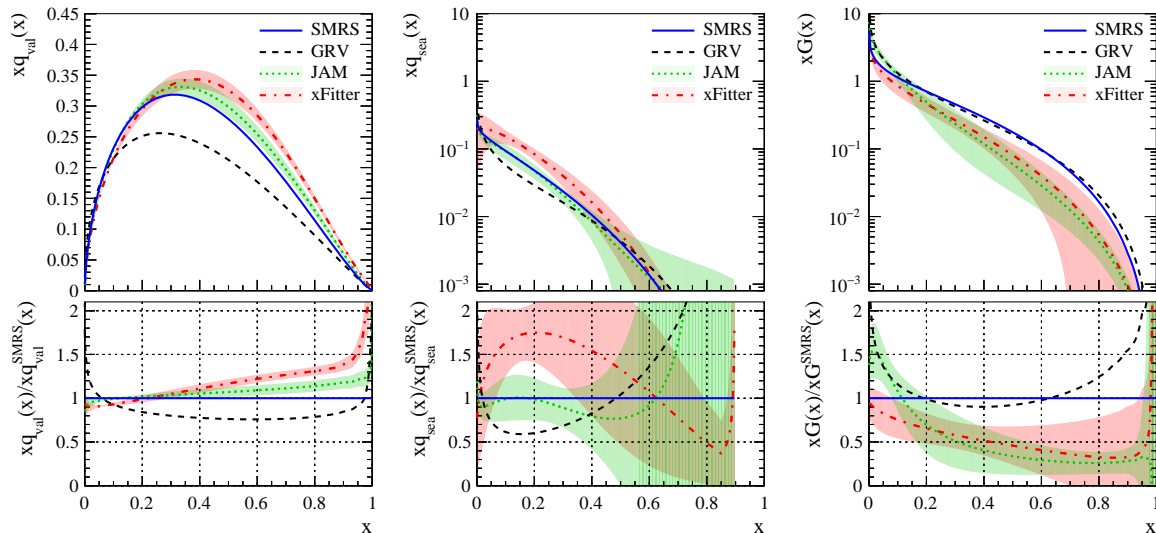 xq_val(x)
0.45
0.4
0.35
0.3
0.25
0.2
0.15
0.1
0.05
0
SMRS
GRV
JAM
xFitter
xq_sea(x)
10
1
10^−1
10^−2
10^−3
SMRS
GRV
JAM
xFitter
xG(x)
10
1
10^−1
10^−2
10^−3
SMRS
GRV
JAM
xFitter
xq_val(x)/xq_val^SMRS(x)
2
1.5
1
0.5
0
0 0.2 0.4 0.6 0.8 1
x
xq_sea(x)/xq_sea^SMRS(x)
2
1.5
1
0.5
0
0 0.2 0.4 0.6 0.8 1
x
xG(x)/xG^SMRS(x)
2
1.5
1
0.5
0
0 0.2 0.4 0.6 0.8 1
x